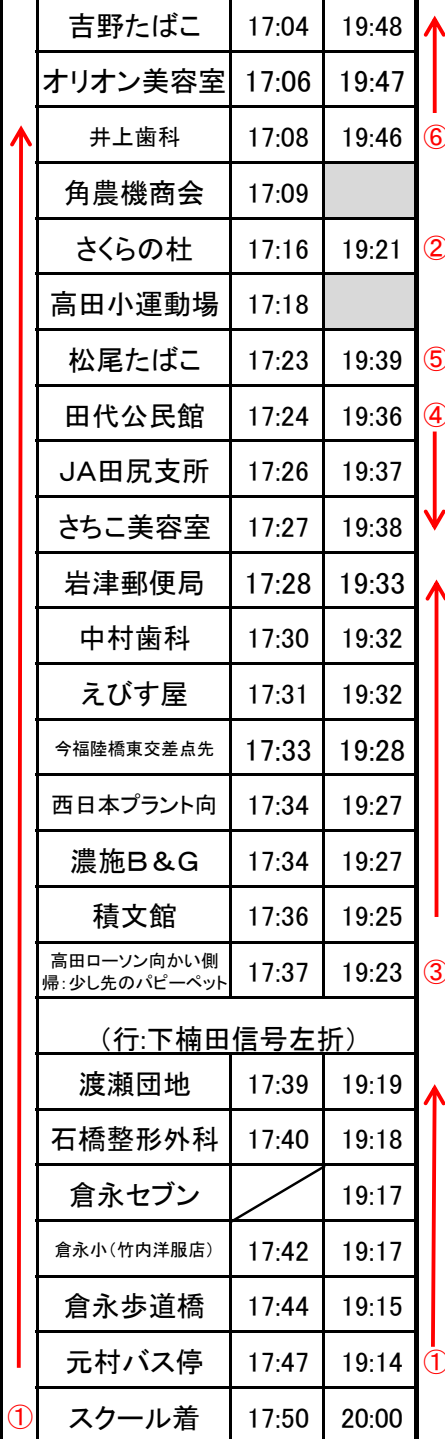 吉野たばこ 17:04 19:48
オリオン美容室 17:06 19:47
井上歯科 17:08 19:46 ⑥
角農機商会 17:09
さくらの杜 17:16 19:21 ②
高田小運動場 17:18
松尾たばこ 17:23 19:39 ⑤
田代公民館 17:24 19:36 ④
JA田尻支所 17:26 19:37
さちこ美容室 17:27 19:38
岩津郵便局 17:28 19:33
中村歯科 17:30 19:32
えびす屋 17:31 19:32
今福陸橋東交差点先 17:33 19:28
西日本プラント向 17:34 19:27
濃施B&G 17:34 19:27
積文館 17:36 19:25
高田ローソン向かい側
帰:少し先のパピーペット 17:37 19:23 ③
（行:下楠田信号左折）
渡瀬団地 17:39 19:19
石橋整形外科 17:40 19:18
倉永セブン 19:17
倉永小（竹内洋服店） 17:42 19:17
倉永歩道橋 17:44 19:15
元村バス停 17:47 19:14 ①
① スクール着 17:50 20:00